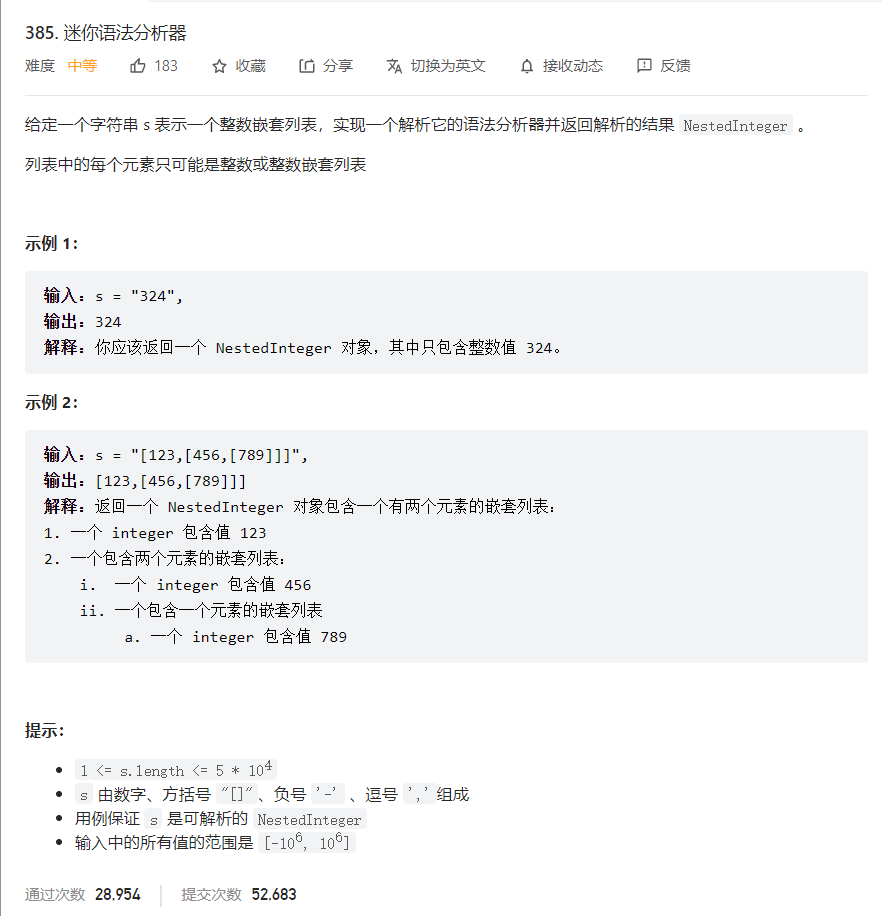 385. 迷你语法分析器
难度 中等 183 收藏 分享 切换为英文 接收动态 反馈
给定一个字符串 s 表示一个整数嵌套列表，实现一个解析它的语法分析器并返回解析的结果 NestedInteger 。
列表中的每个元素只可能是整数或整数嵌套列表
示例 1：
输入：s = "324",
输出：324
解释：你应该返回一个 NestedInteger 对象，其中只包含整数值 324。
示例 2：
输入：s = "[123,[456,[789]]]",
输出：[123,[456,[789]]]
解释：返回一个 NestedInteger 对象包含一个有两个元素的嵌套列表：
1. 一个 integer 包含值 123
2. 一个包含两个元素的嵌套列表：
i. 一个 integer 包含值 456
ii. 一个包含一个元素的嵌套列表
a. 一个 integer 包含值 789
提示：
1 <= s.length <= 5 * 10⁴
s 由数字、方括号 "[]"、负号 '-' 、逗号 ','组成
用例保证 s 是可解析的 NestedInteger
输入中的所有值的范围是 [-10⁶, 10⁶]
通过次数 28,954 提交次数 52,683